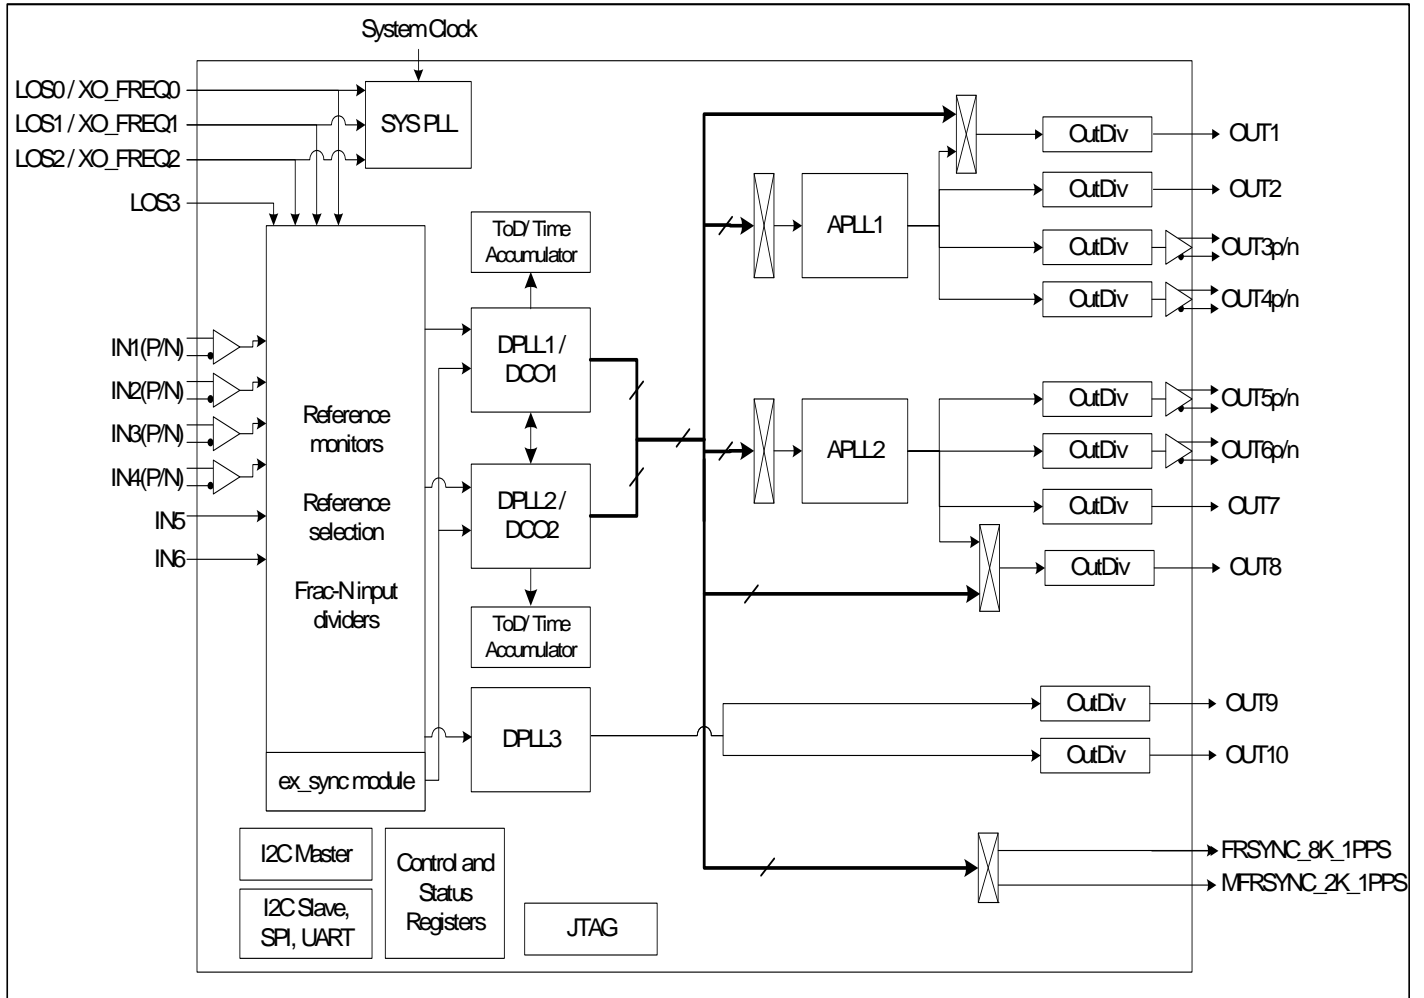 System Clock
LOS0 / XO_FREQ0
LOS1 / XO_FREQ1
LOS2 / XO_FREQ2
LOS3
SYS PLL
ToD/ Time
Accumulator
DPLL1 /
DCO1
DPLL2 /
DCO2
ToD/ Time
Accumulator
DPLL3
IN1(P/N)
IN2(P/N)
IN3(P/N)
IN4(P/N)
IN5
IN6
Reference
monitors
Reference
selection
Frac-N input
dividers
ex_sync module
I2C Master
I2C Slave,
SPI, UART
Control and
Status
Registers
JTAG
APLL1
APLL2
OutDiv
OUT1
OutDiv
OUT2
OutDiv
OUT3p/n
OutDiv
OUT4p/n
OutDiv
OUT5p/n
OutDiv
OUT6p/n
OutDiv
OUT7
OutDiv
OUT8
OutDiv
OUT9
OutDiv
OUT10
FRSYNC_8K_1PPS
MFRSYNC_2K_1PPS